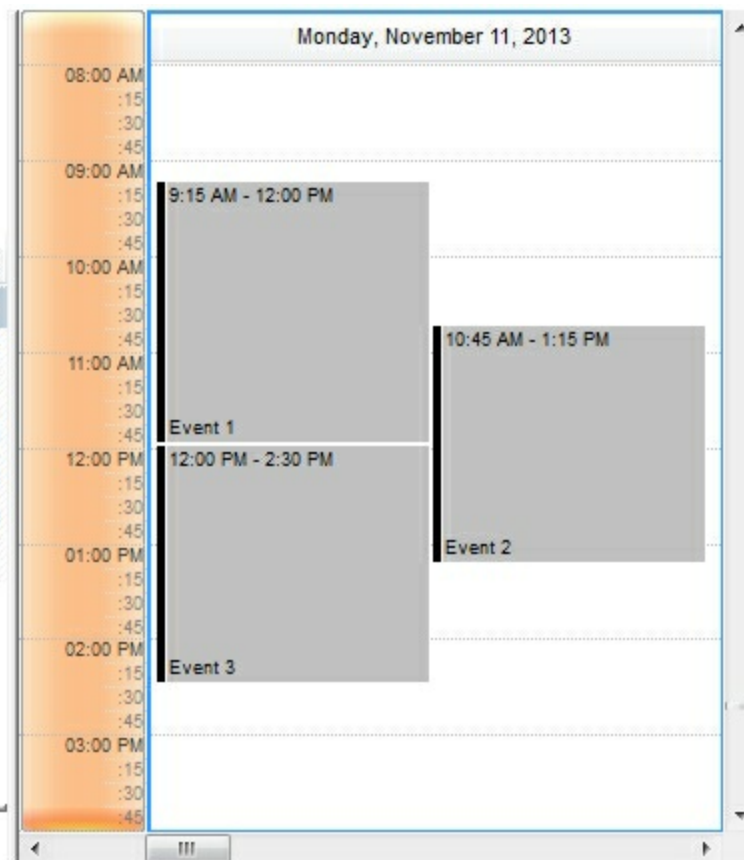 Monday, November 11, 2013
08:00 AM
:15
:30
:45
09:00 AM
:15
:30
:45
10:00 AM
:15
:30
:45
11:00 AM
:15
:30
:45
12:00 PM
:15
:30
:45
01:00 PM
:15
:30
:45
02:00 PM
:15
:30
:45
03:00 PM
:15
:30
:45
9:15 AM - 12:00 PM
Event 1
12:00 PM - 2:30 PM
Event 3
10:45 AM - 1:15 PM
Event 2